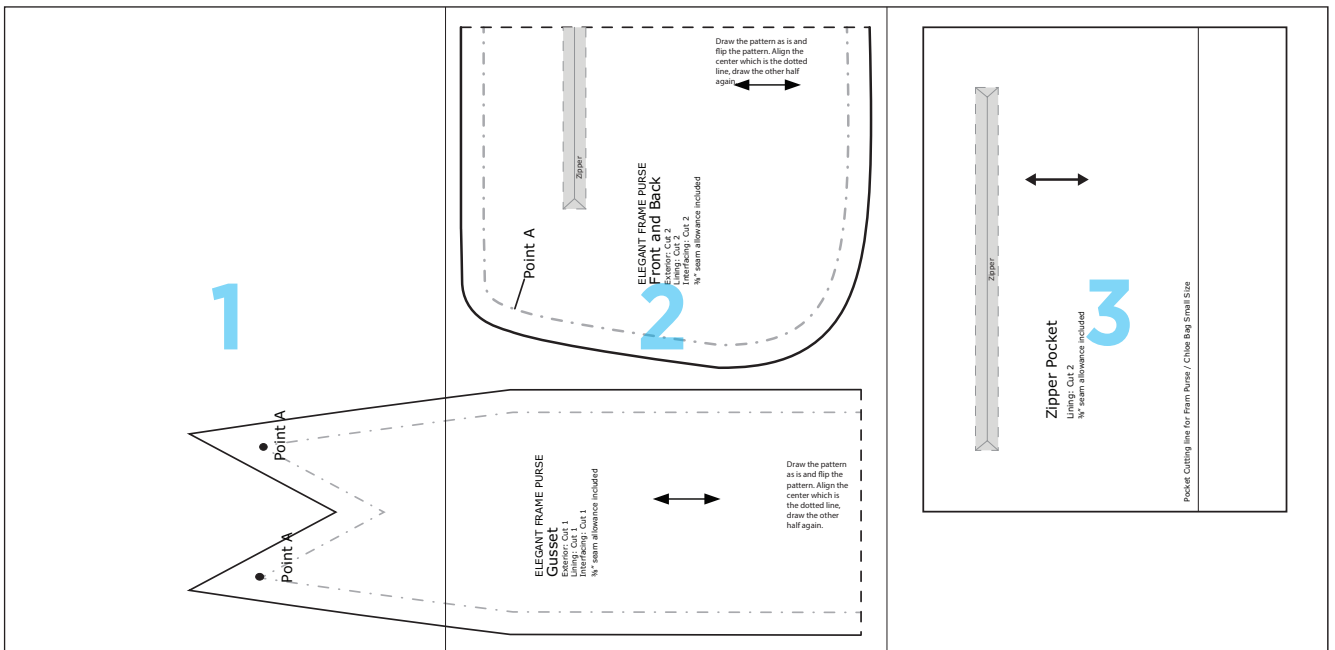 1
Point A
Point A
2
Draw the pattern as is and
flip the pattern. Align the
center which is the dotted
line, draw the other half
again.
Zipper
Point A
ELEGANT FRAME PURSE
Front and Back
Exterior: Cut 2
Lining: Cut 2
Interfacing: Cut 2
⅜" seam allowance included
ELEGANT FRAME PURSE
Gusset
Exterior: Cut 1
Lining: Cut 1
Interfacing: Cut 1
⅜" seam allowance included
Draw the pattern
as is and flip the
pattern. Align the
center which is
the dotted line,
draw the other
half again.
3
Zipper
Zipper Pocket
Lining: Cut 2
⅜" seam allowance included
Pocket Cutting line for Fram Purse / Chloe Bag Small Size